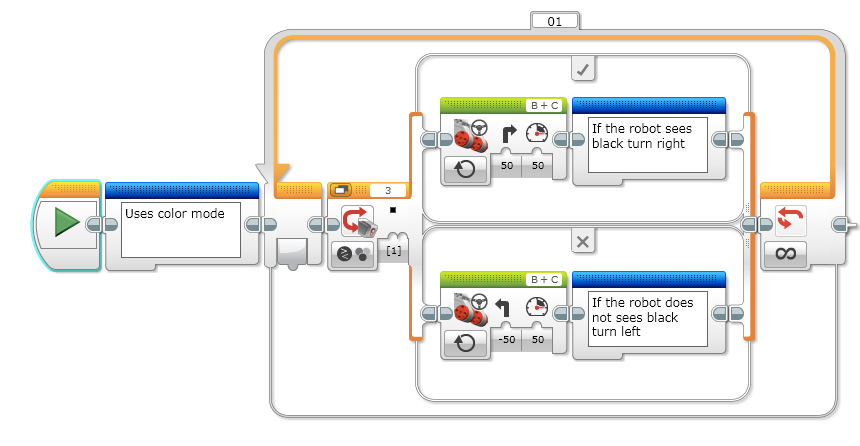 01
B + C
If the robot sees
black turn right
50 50
3
Uses color mode
[1]
B + C
If the robot does
not sees black
turn left
-50 50